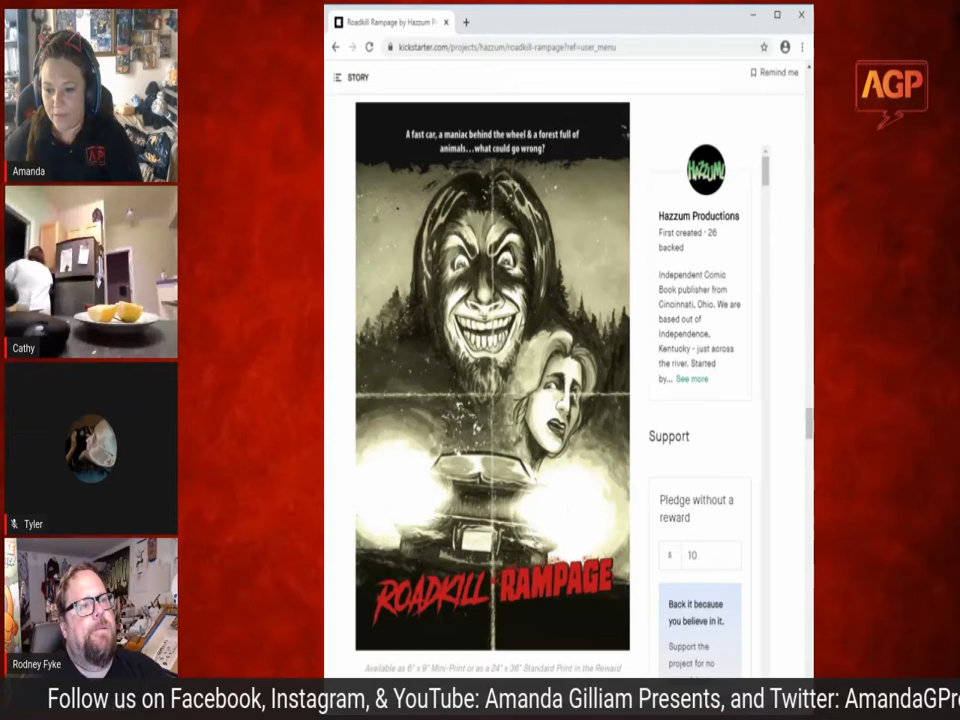 Roadkill Rampage by Hazzum P
kickstarter.com/projects/hazzum/roadkill-rampage?ref=user_menu
STORY
Remind me
AGP
A fast car, a maniac behind the wheel & a forest full of
animals...what could go wrong?
ROADKILL RAMPAGE
Available as 6" x 9" Mini-Print or as a 24" x 36" Standard Print in the Reward
HAZZUM!
Hazzum Productions
First created · 26
backed
Independent Comic
Book publisher from
Cincinnati, Ohio. We are
based out of
Independence,
Kentucky - just across
the river. Started
by... See more
Support
Pledge without a
reward
$ 10
Back it because
you believe in it.
Support the
project for no
Amanda
Cathy
Tyler
Rodney Fyke
Follow us on Facebook, Instagram, & YouTube: Amanda Gilliam Presents, and Twitter: AmandaGPre